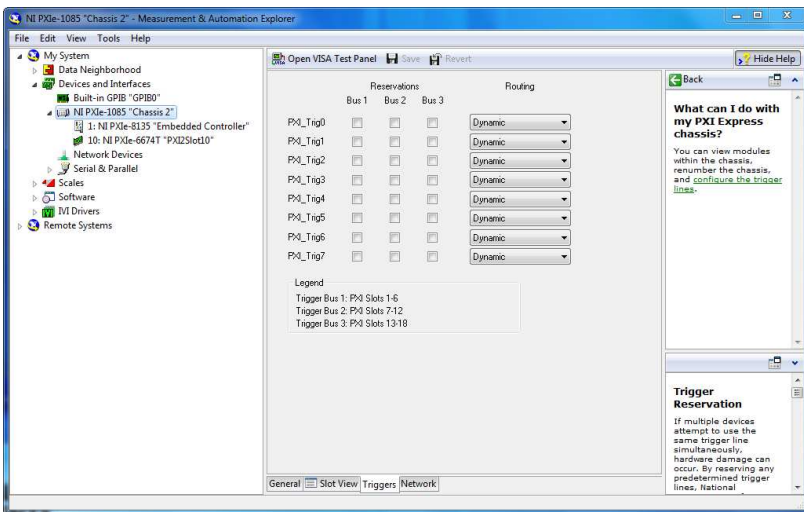 NI PXIe-1085 "Chassis 2" - Measurement & Automation Explorer
File Edit View Tools Help
My System
Data Neighborhood
Devices and Interfaces
Built-in GPIB "GPIB0"
NI PXIe-1085 "Chassis 2"
1: NI PXIe-8135 "Embedded Controller"
10: NI PXIe-6674T "PXI2Slot10"
Network Devices
Serial & Parallel
Scales
Software
IVI Drivers
Remote Systems
Open VISA Test Panel Save Revert
Hide Help
Reservations Routing
Bus 1 Bus 2 Bus 3
PXI_Trig0 Dynamic
PXI_Trig1 Dynamic
PXI_Trig2 Dynamic
PXI_Trig3 Dynamic
PXI_Trig4 Dynamic
PXI_Trig5 Dynamic
PXI_Trig6 Dynamic
PXI_Trig7 Dynamic
Legend
Trigger Bus 1: PXI Slots 1-6
Trigger Bus 2: PXI Slots 7-12
Trigger Bus 3: PXI Slots 13-18
General Slot View Triggers Network
Back
What can I do with
my PXI Express
chassis?
You can view modules
within the chassis,
renumber the chassis,
and configure the trigger
lines.
Trigger
Reservation
If multiple devices
attempt to use the
same trigger line
simultaneously,
hardware damage can
occur. By reserving any
predetermined trigger
lines, National